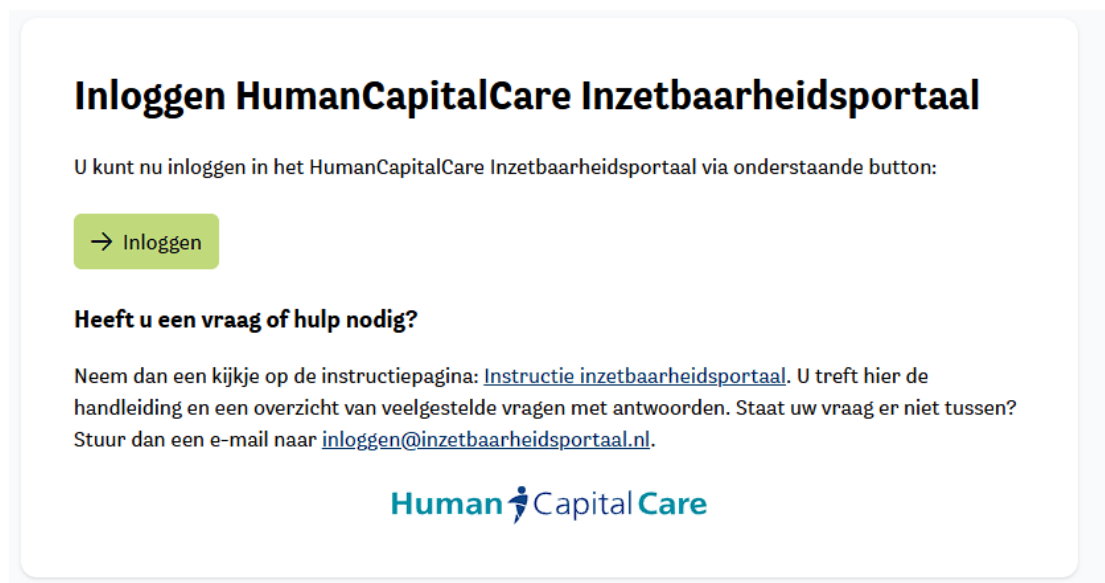 Inloggen HumanCapitalCare Inzetbaarheidsportaal
U kunt nu inloggen in het HumanCapitalCare Inzetbaarheidsportaal via onderstaande button:
→ Inloggen
Heeft u een vraag of hulp nodig?
Neem dan een kijkje op de instructiepagina: Instructie inzetbaarheidsportaal. U treft hier de
handleiding en een overzicht van veelgestelde vragen met antwoorden. Staat uw vraag er niet tussen?
Stuur dan een e-mail naar inloggen@inzetbaarheidsportaal.nl.
Human Capital Care